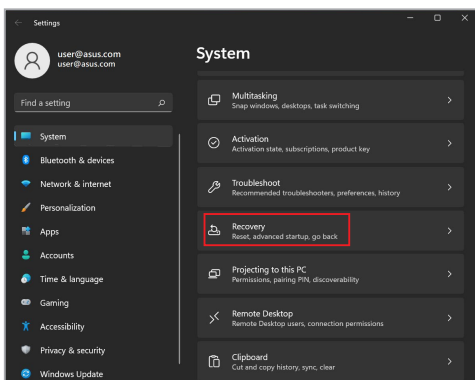 Settings
user@asus.com
user@asus.com
Find a setting
System
Bluetooth & devices
Network & internet
Personalization
Apps
Accounts
Time & language
Gaming
Accessibility
Privacy & security
Windows Update
System
Multitasking
Snap windows, desktops, task switching
Activation
Activation state, subscriptions, product key
Troubleshoot
Recommended troubleshooters, preferences, history
Recovery
Reset, advanced startup, go back
Projecting to this PC
Permissions, pairing PIN, discoverability
Remote Desktop
Remote Desktop users, connection permissions
Clipboard
Cut and copy history, sync, clear